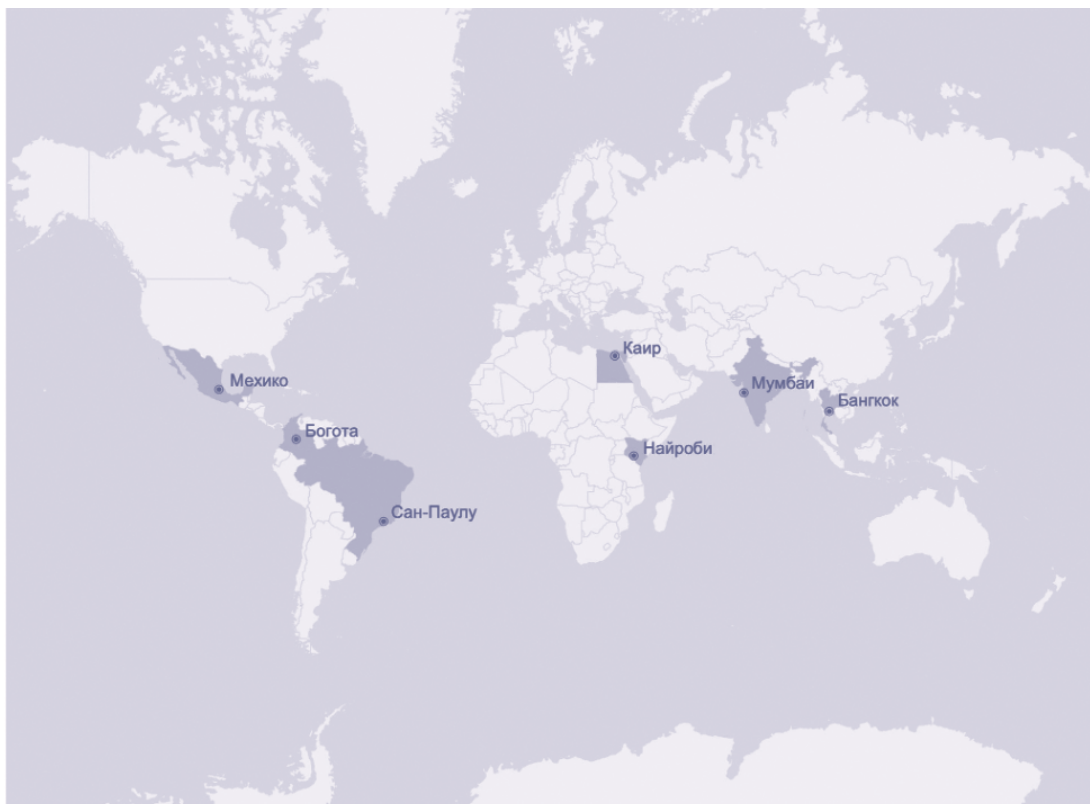 Каир
Мехико
Мумбаи
Бангкок
Богота
Найроби
Сан-Паулу